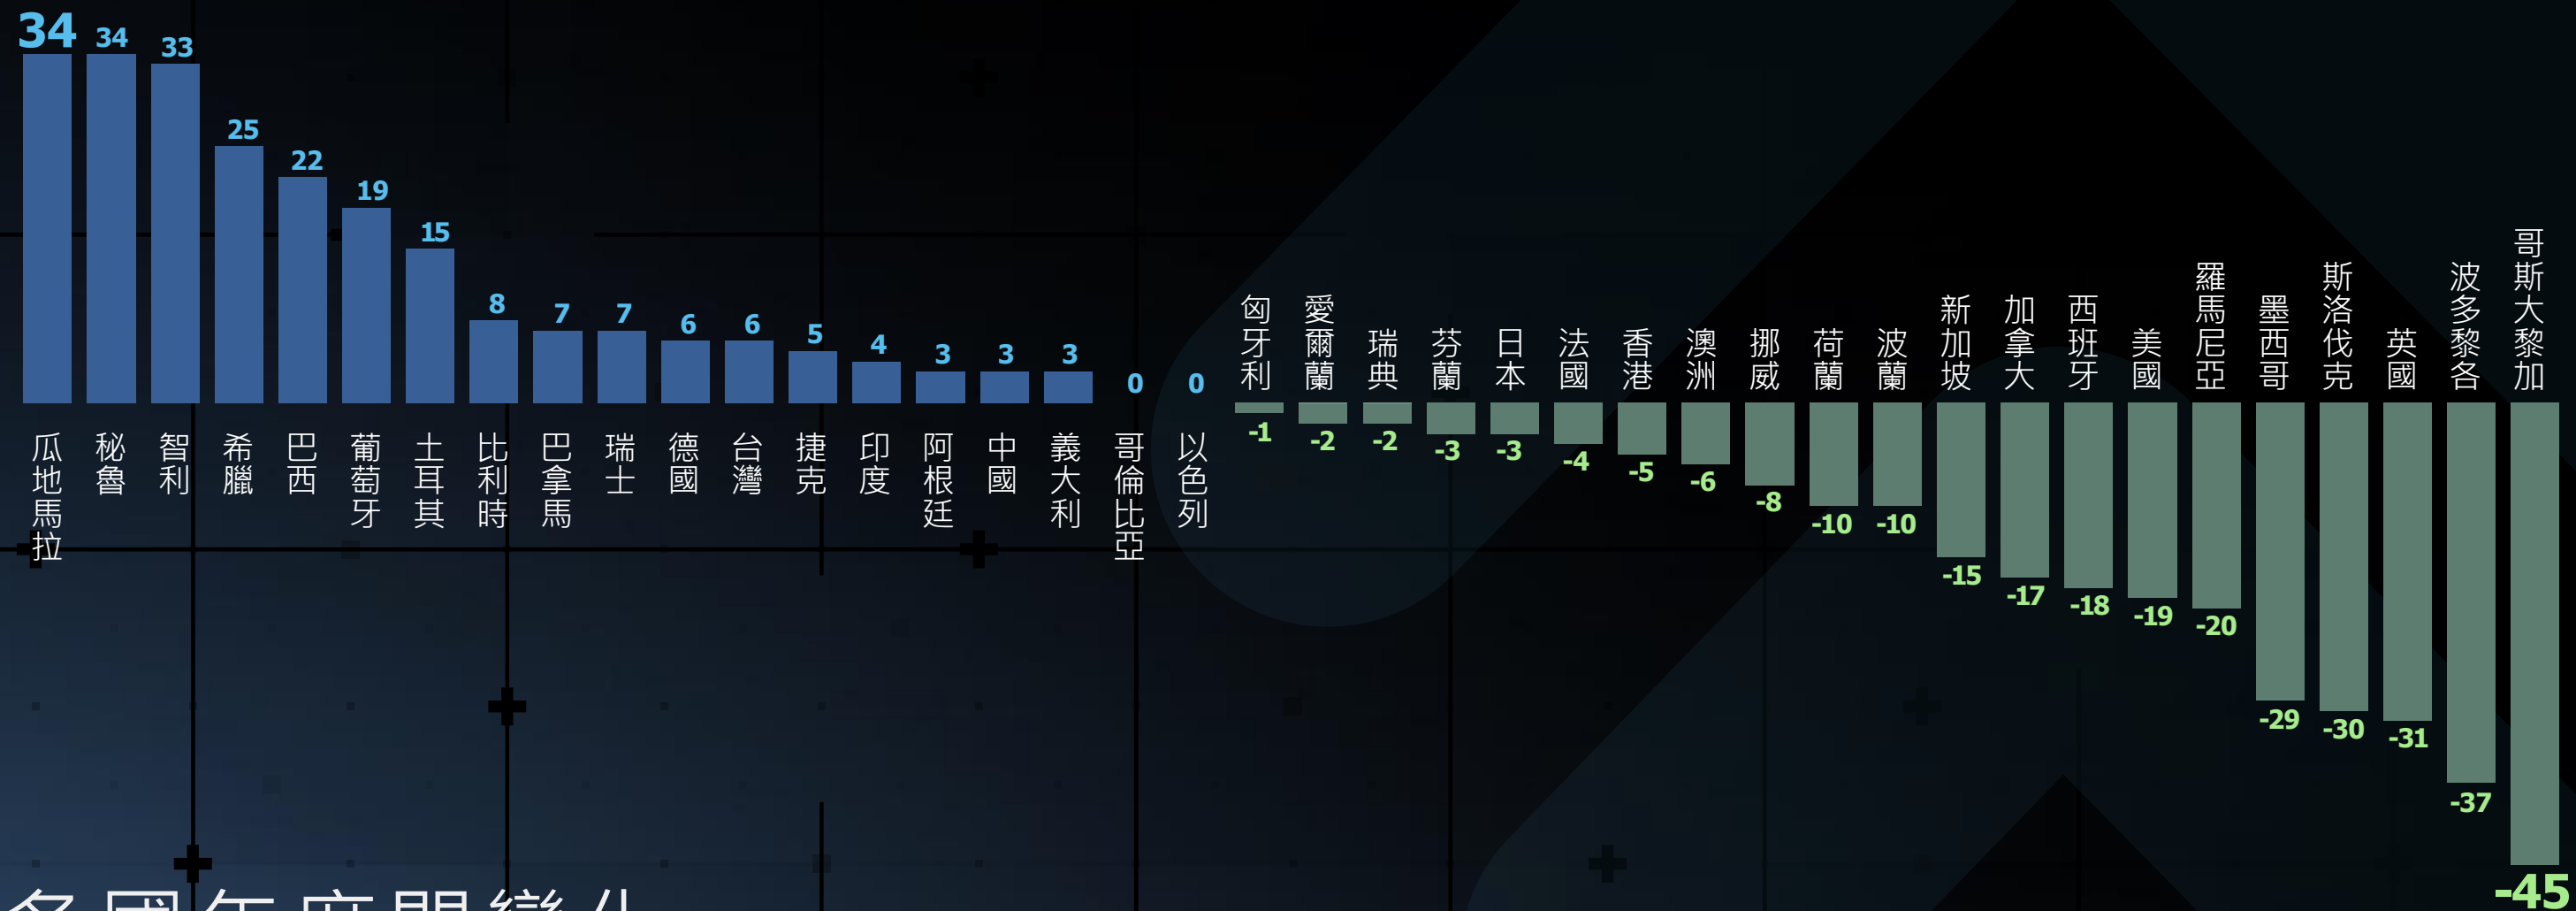 34
34
33
25
22
19
15
8
7
7
6
6
5
4
3
3
3
0
0
瓜地馬拉
秘魯
智利
希臘
巴西
葡萄牙
土耳其
比利時
巴拿馬
瑞士
德國
台灣
捷克
印度
阿根廷
中國
義大利
哥倫比亞
以色列
匈牙利
愛爾蘭
瑞典
芬蘭
日本
法國
香港
澳洲
挪威
荷蘭
波蘭
新加坡
加拿大
西班牙
美國
羅馬尼亞
墨西哥
斯洛伐克
英國
波多黎各
哥斯大黎加
-1
-2
-2
-3
-3
-4
-5
-6
-8
-10
-10
-15
-17
-18
-19
-20
-29
-30
-31
-37
-45
各國年度間變化